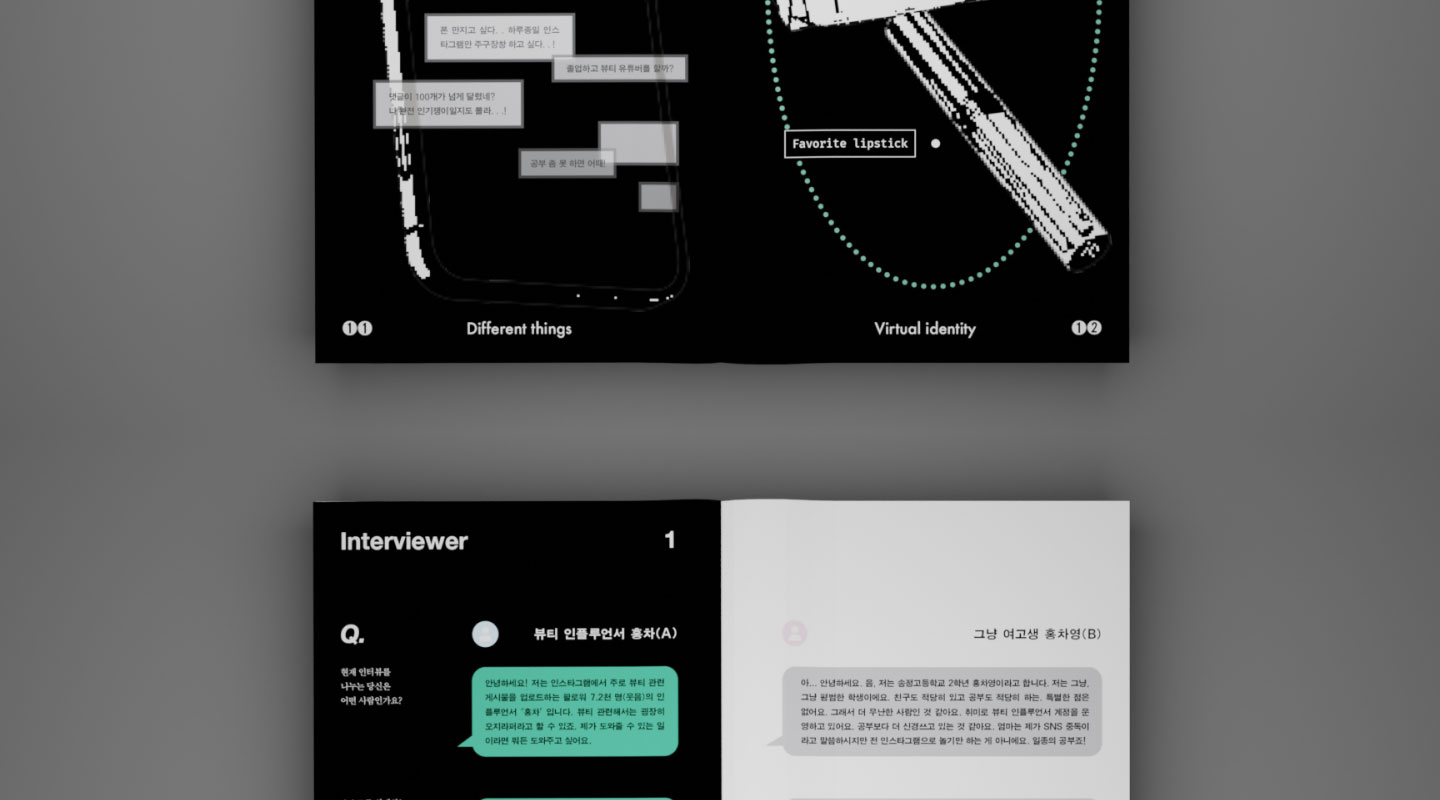 폰 만지고 싶다. . 하루종일 인스
타그램만 주구장창 하고 싶다. . !
졸업하고 뷰티 유튜버를 할까?
댓글이 100개가 넘게 달렸네?
나 완전 인기쟁이일지도 몰라. . .!
공부 좀 못 하면 어때!
Favorite lipstick
11
Different things
Virtual identity
12
Interviewer
1
Q.
현재 인터뷰를
나누는 당신은
어떤 사람인가요?
뷰티 인플루언서 홍차(A)
안녕하세요! 저는 인스타그램에서 주로 뷰티 관련
게시물을 업로드하는 팔로워 7.2천 명(웃음)의 인
플루언서 '홍차' 입니다. 뷰티 관련해서는 굉장히
오지라퍼라고 할 수 있죠. 제가 도와줄 수 있는 일
이라면 뭐든 도와주고 싶어요.
그냥 여고생 홍차영(B)
아... 안녕하세요. 음, 저는 송정고등학교 2학년 홍차영이라고 합니다. 저는 그냥,
그냥 평범한 학생이에요. 친구도 적당히 있고 공부도 적당히 하는. 특별한 점은
없어요. 그래서 더 무난한 사람인 것 같아요. 취미로 뷰티 인플루언서 계정을 운
영하고 있어요. 공부보다 더 신경쓰고 있는 것 같아요. 엄마는 제가 SNS 중독이
라고 말씀하시지만 전 인스타그램으로 놀기만 하는 게 아니에요. 일종의 공부죠!